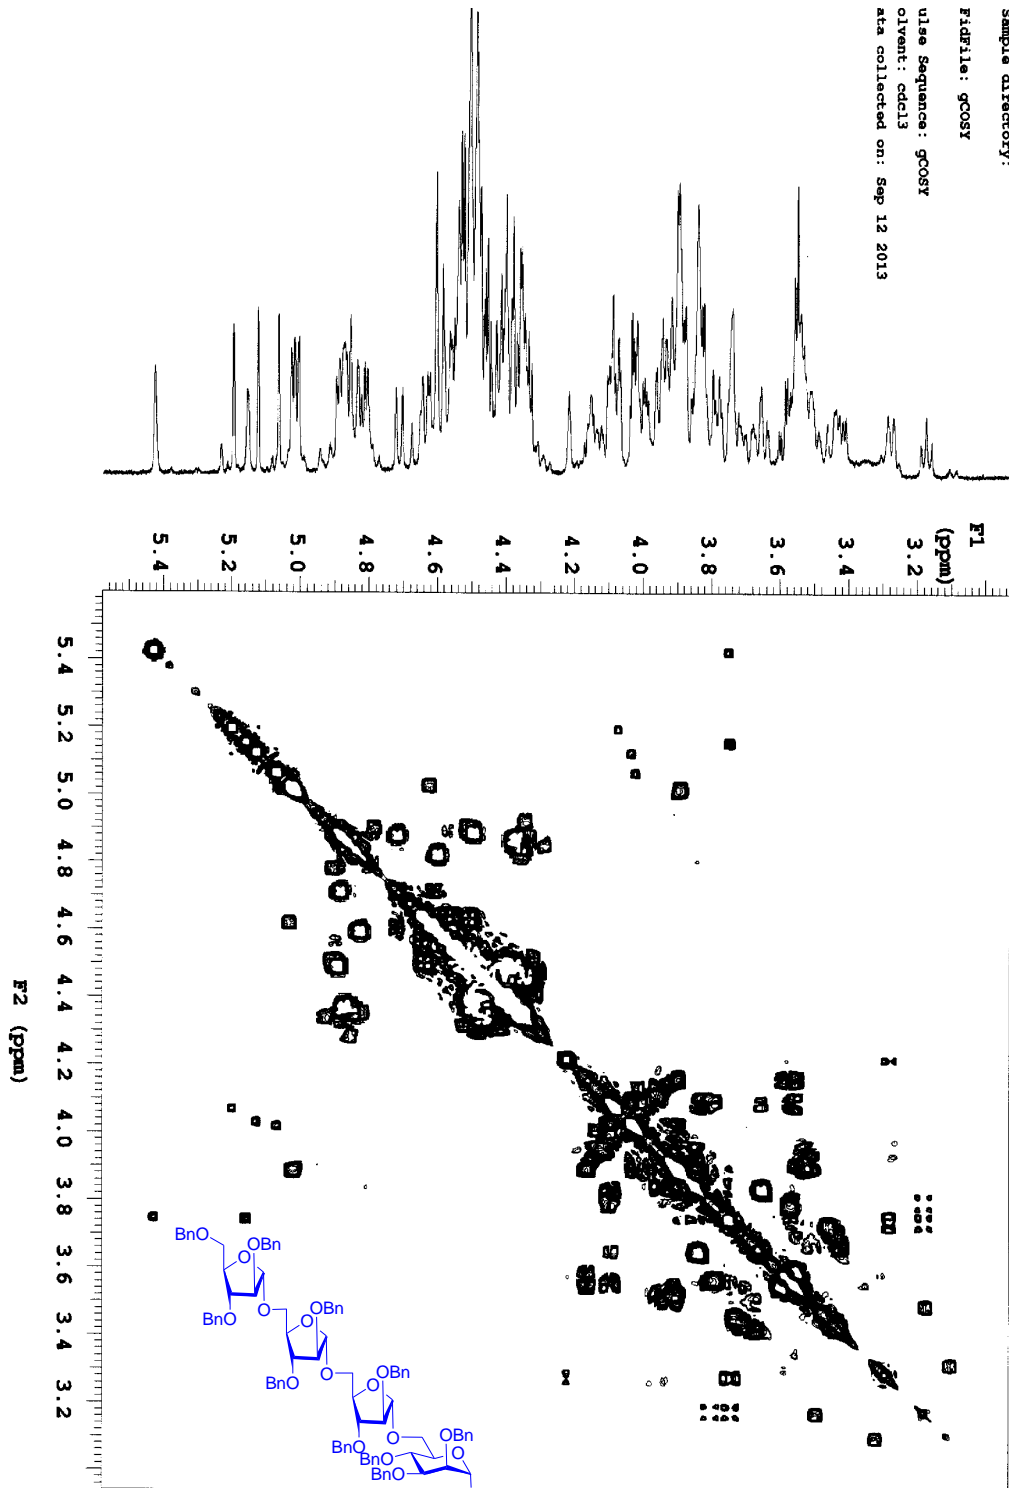 Sample directory:
FidFile: gCOSY
ulse Sequence: gCOSY
olvent: cdcl3
ata collected on: Sep 12 2013
F1
(ppm)
5.4 5.2 5.0 4.8 4.6 4.4 4.2 4.0 3.8 3.6 3.4 3.2
5.4
5.2
5.0
4.8
4.6
4.4
4.2
4.0
3.8
3.6
3.4
3.2
F2 (ppm)
BnO
O OBn
BnO
O
O OBn
BnO
O
O OBn
BnO
O
OBn
BnO O
BnO